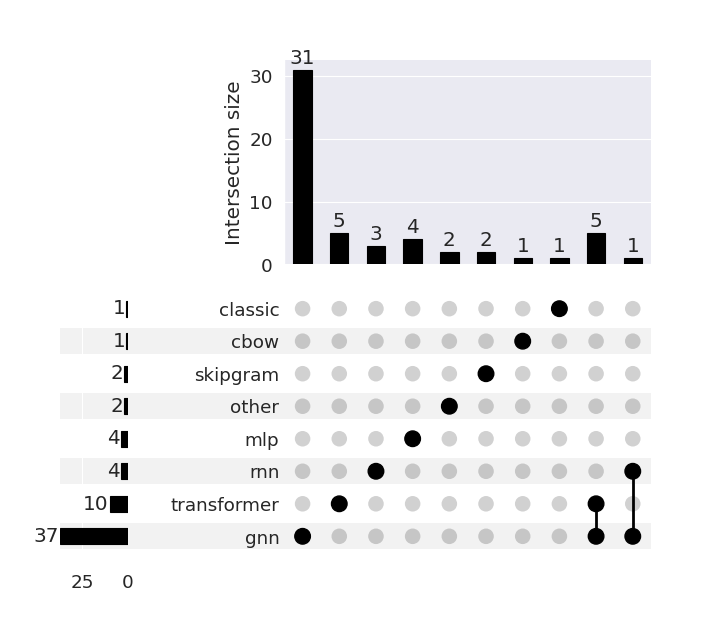 31
30
20
10
0
Intersection size
5
3
4
2
2
1
1
5
1
1 classic
1 cbow
2 skipgram
2 other
4 mlp
4 rnn
10 transformer
37 gnn
25 0